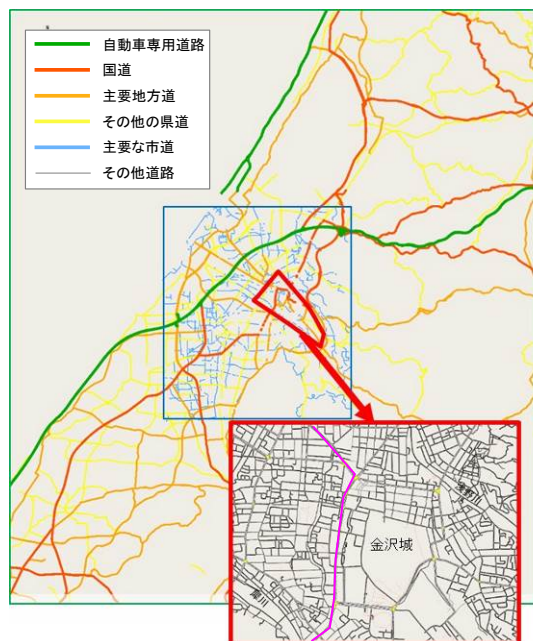 自動車専用道路
国道
主要地方道
その他の県道
主要な市道
その他道路
金沢城